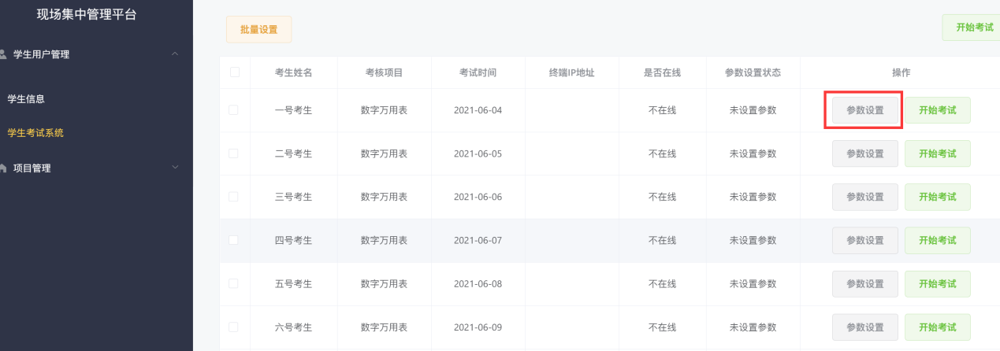 现场集中管理平台
学生用户管理
学生信息
学生考试系统
项目管理
批量设置
开始考试
考生姓名 考核项目 考试时间 终端IP地址 是否在线 参数设置状态 操作
一号考生 数字万用表 2021-06-04 不在线 未设置参数 参数设置 开始考试
二号考生 数字万用表 2021-06-05 不在线 未设置参数 参数设置 开始考试
三号考生 数字万用表 2021-06-06 不在线 未设置参数 参数设置 开始考试
四号考生 数字万用表 2021-06-07 不在线 未设置参数 参数设置 开始考试
五号考生 数字万用表 2021-06-08 不在线 未设置参数 参数设置 开始考试
六号考生 数字万用表 2021-06-09 不在线 未设置参数 参数设置 开始考试